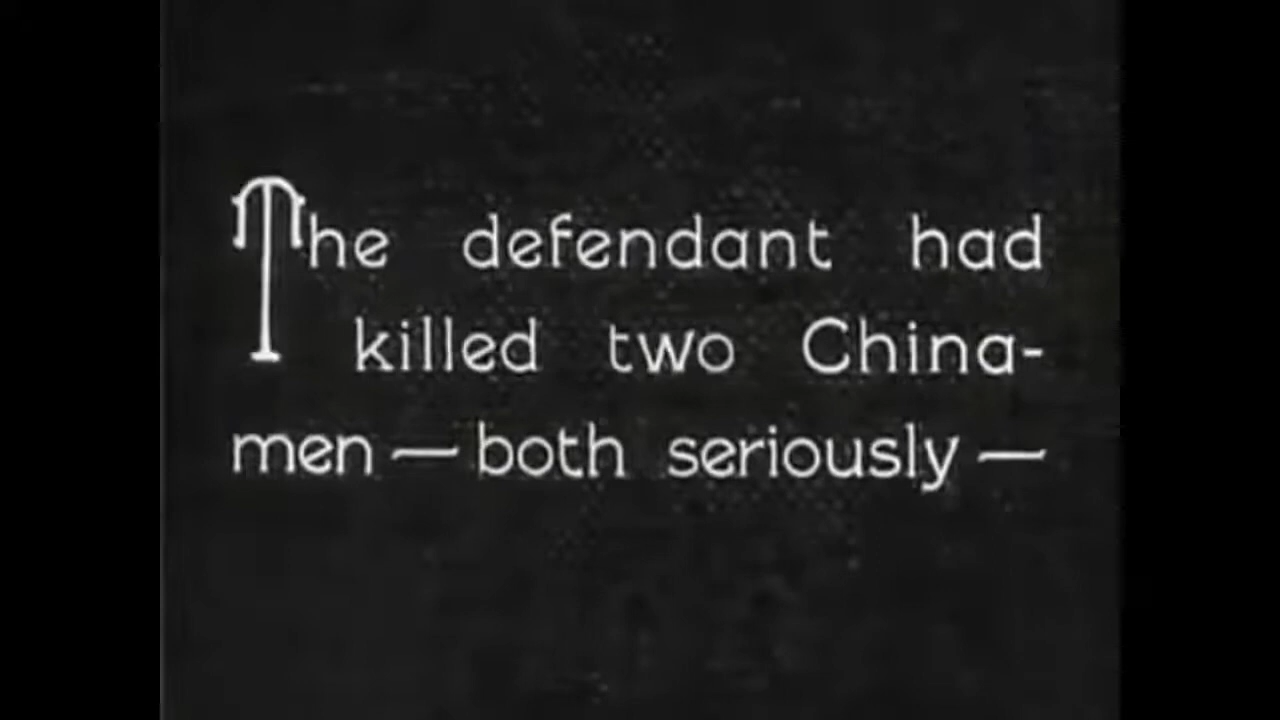 The defendant had
killed two China-
men — both seriously —